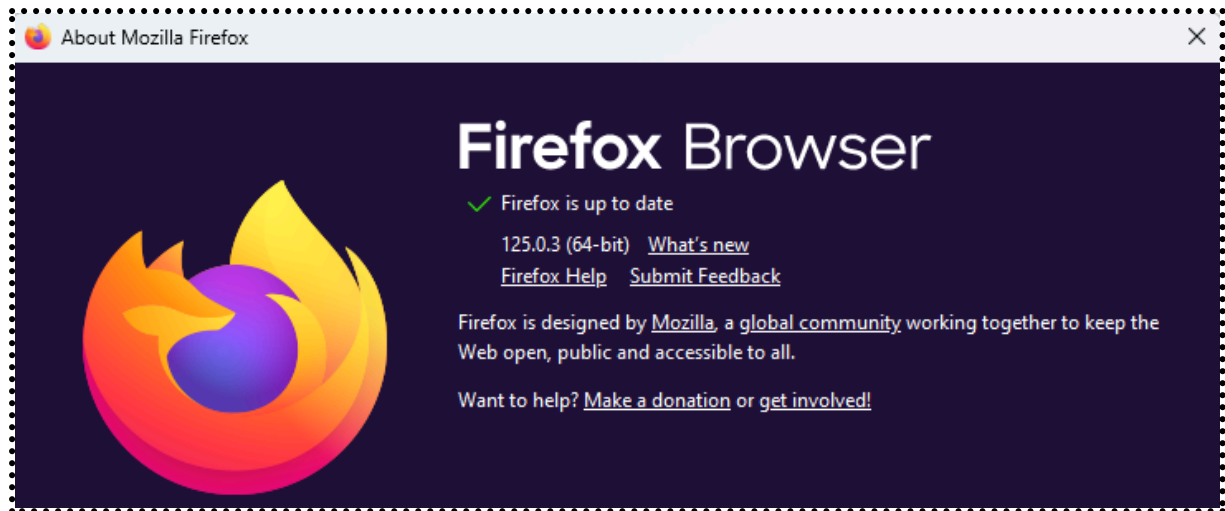 About Mozilla Firefox
Firefox Browser
Firefox is up to date
125.0.3 (64-bit) What's new
Firefox Help Submit Feedback
Firefox is designed by Mozilla, a global community working together to keep the
Web open, public and accessible to all.
Want to help? Make a donation or get involved!